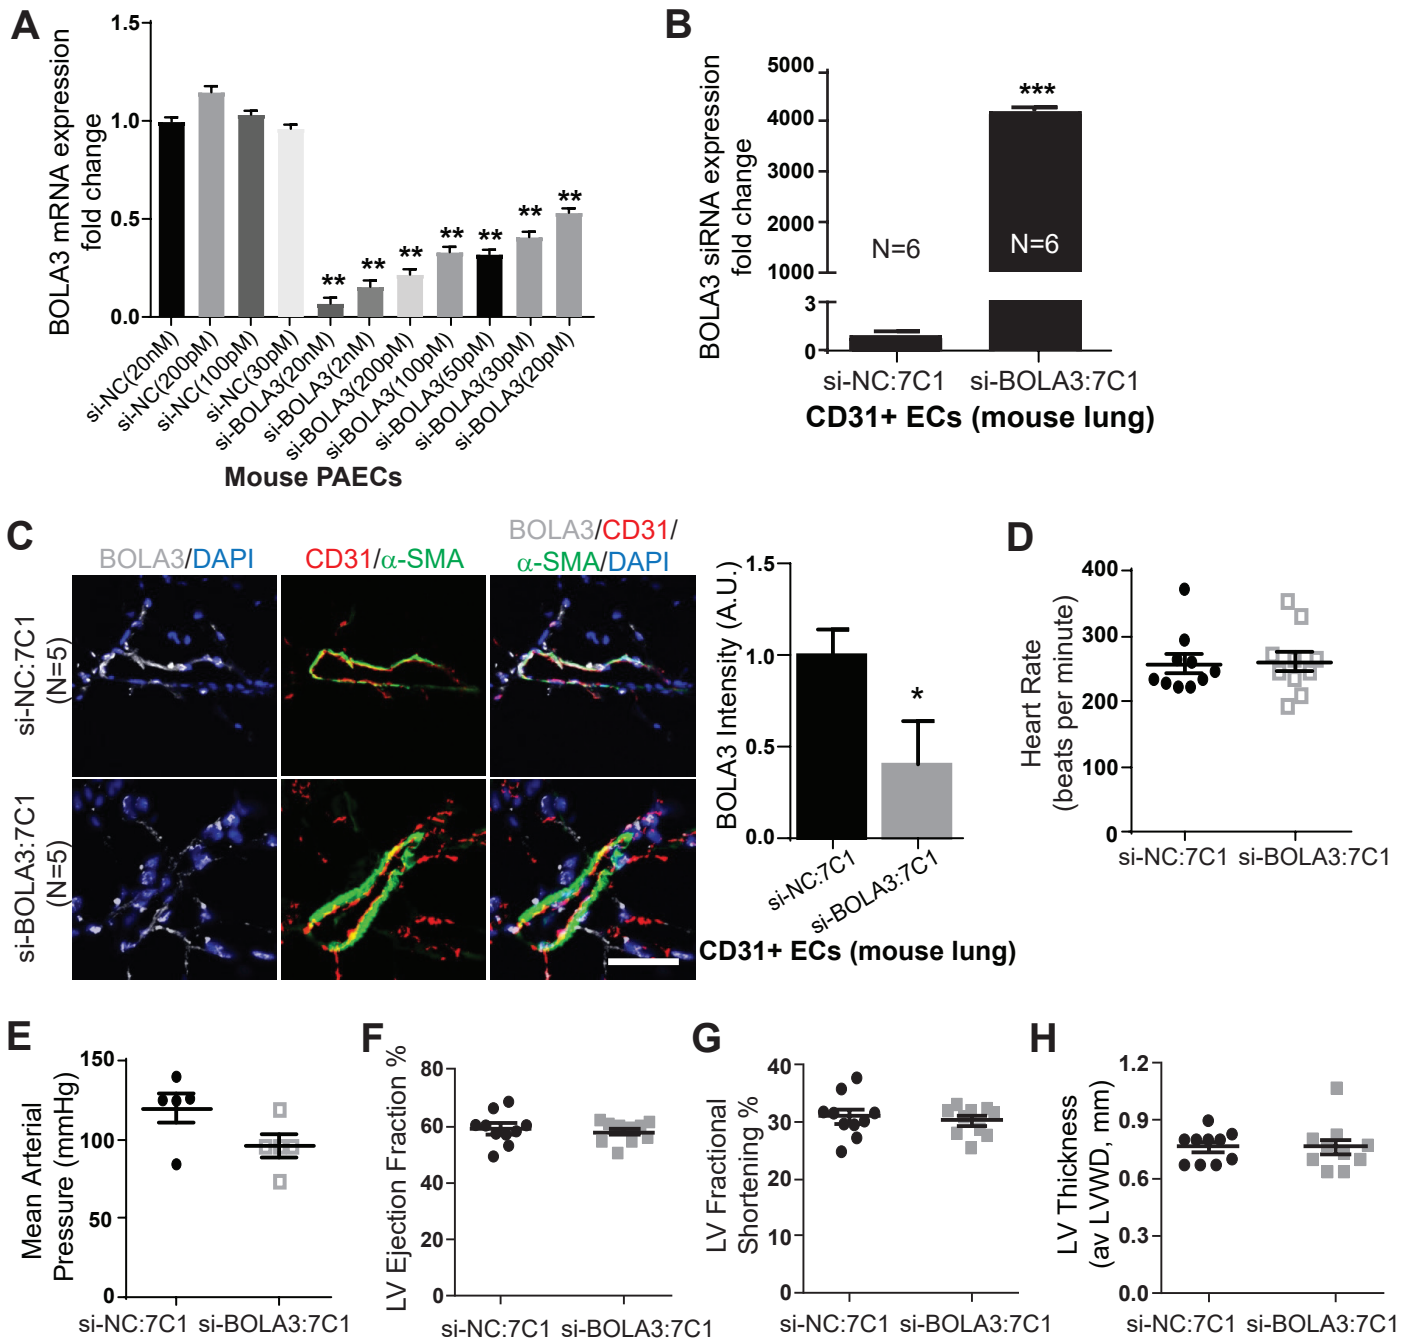 A
BOLA3 mRNA expression
fold change
1.5
1.0
0.5
0.0
** ** ** ** ** ** **
si-NC(20nM)
si-NC(200pM)
si-NC(100pM)
si-NC(30pM)
si-BOLA3(20nM)
si-BOLA3(2nM)
si-BOLA3(200pM)
si-BOLA3(100pM)
si-BOLA3(50pM)
si-BOLA3(30pM)
si-BOLA3(20pM)
Mouse PAECs
B
BOLA3 siRNA expression
fold change
5000
4000
3000
2000
1000
3
0
***
N=6
N=6
si-NC:7C1 si-BOLA3:7C1
CD31+ ECs (mouse lung)
C
BOLA3/DAPI
CD31/α-SMA
BOLA3/CD31/
α-SMA/DAPI
si-NC:7C1
(N=5)
si-BOLA3:7C1
(N=5)
BOLA3 Intensity (A.U.)
1.5
1.0
0.5
0.0
*
si-NC:7C1
si-BOLA3:7C1
CD31+ ECs (mouse lung)
D
Heart Rate
(beats per minute)
400
300
200
100
0
si-NC:7C1 si-BOLA3:7C1
E
Mean Arterial
Pressure (mmHg)
150
100
50
0
si-NC:7C1 si-BOLA3:7C1
F
LV Ejection Fraction %
80
60
40
20
0
si-NC:7C1 si-BOLA3:7C1
G
LV Fractional
Shortening %
40
30
20
10
0
si-NC:7C1 si-BOLA3:7C1
H
LV Thickness
(av LVWD, mm)
1.2
0.9
0.6
0.3
0.0
si-NC:7C1 si-BOLA3:7C1